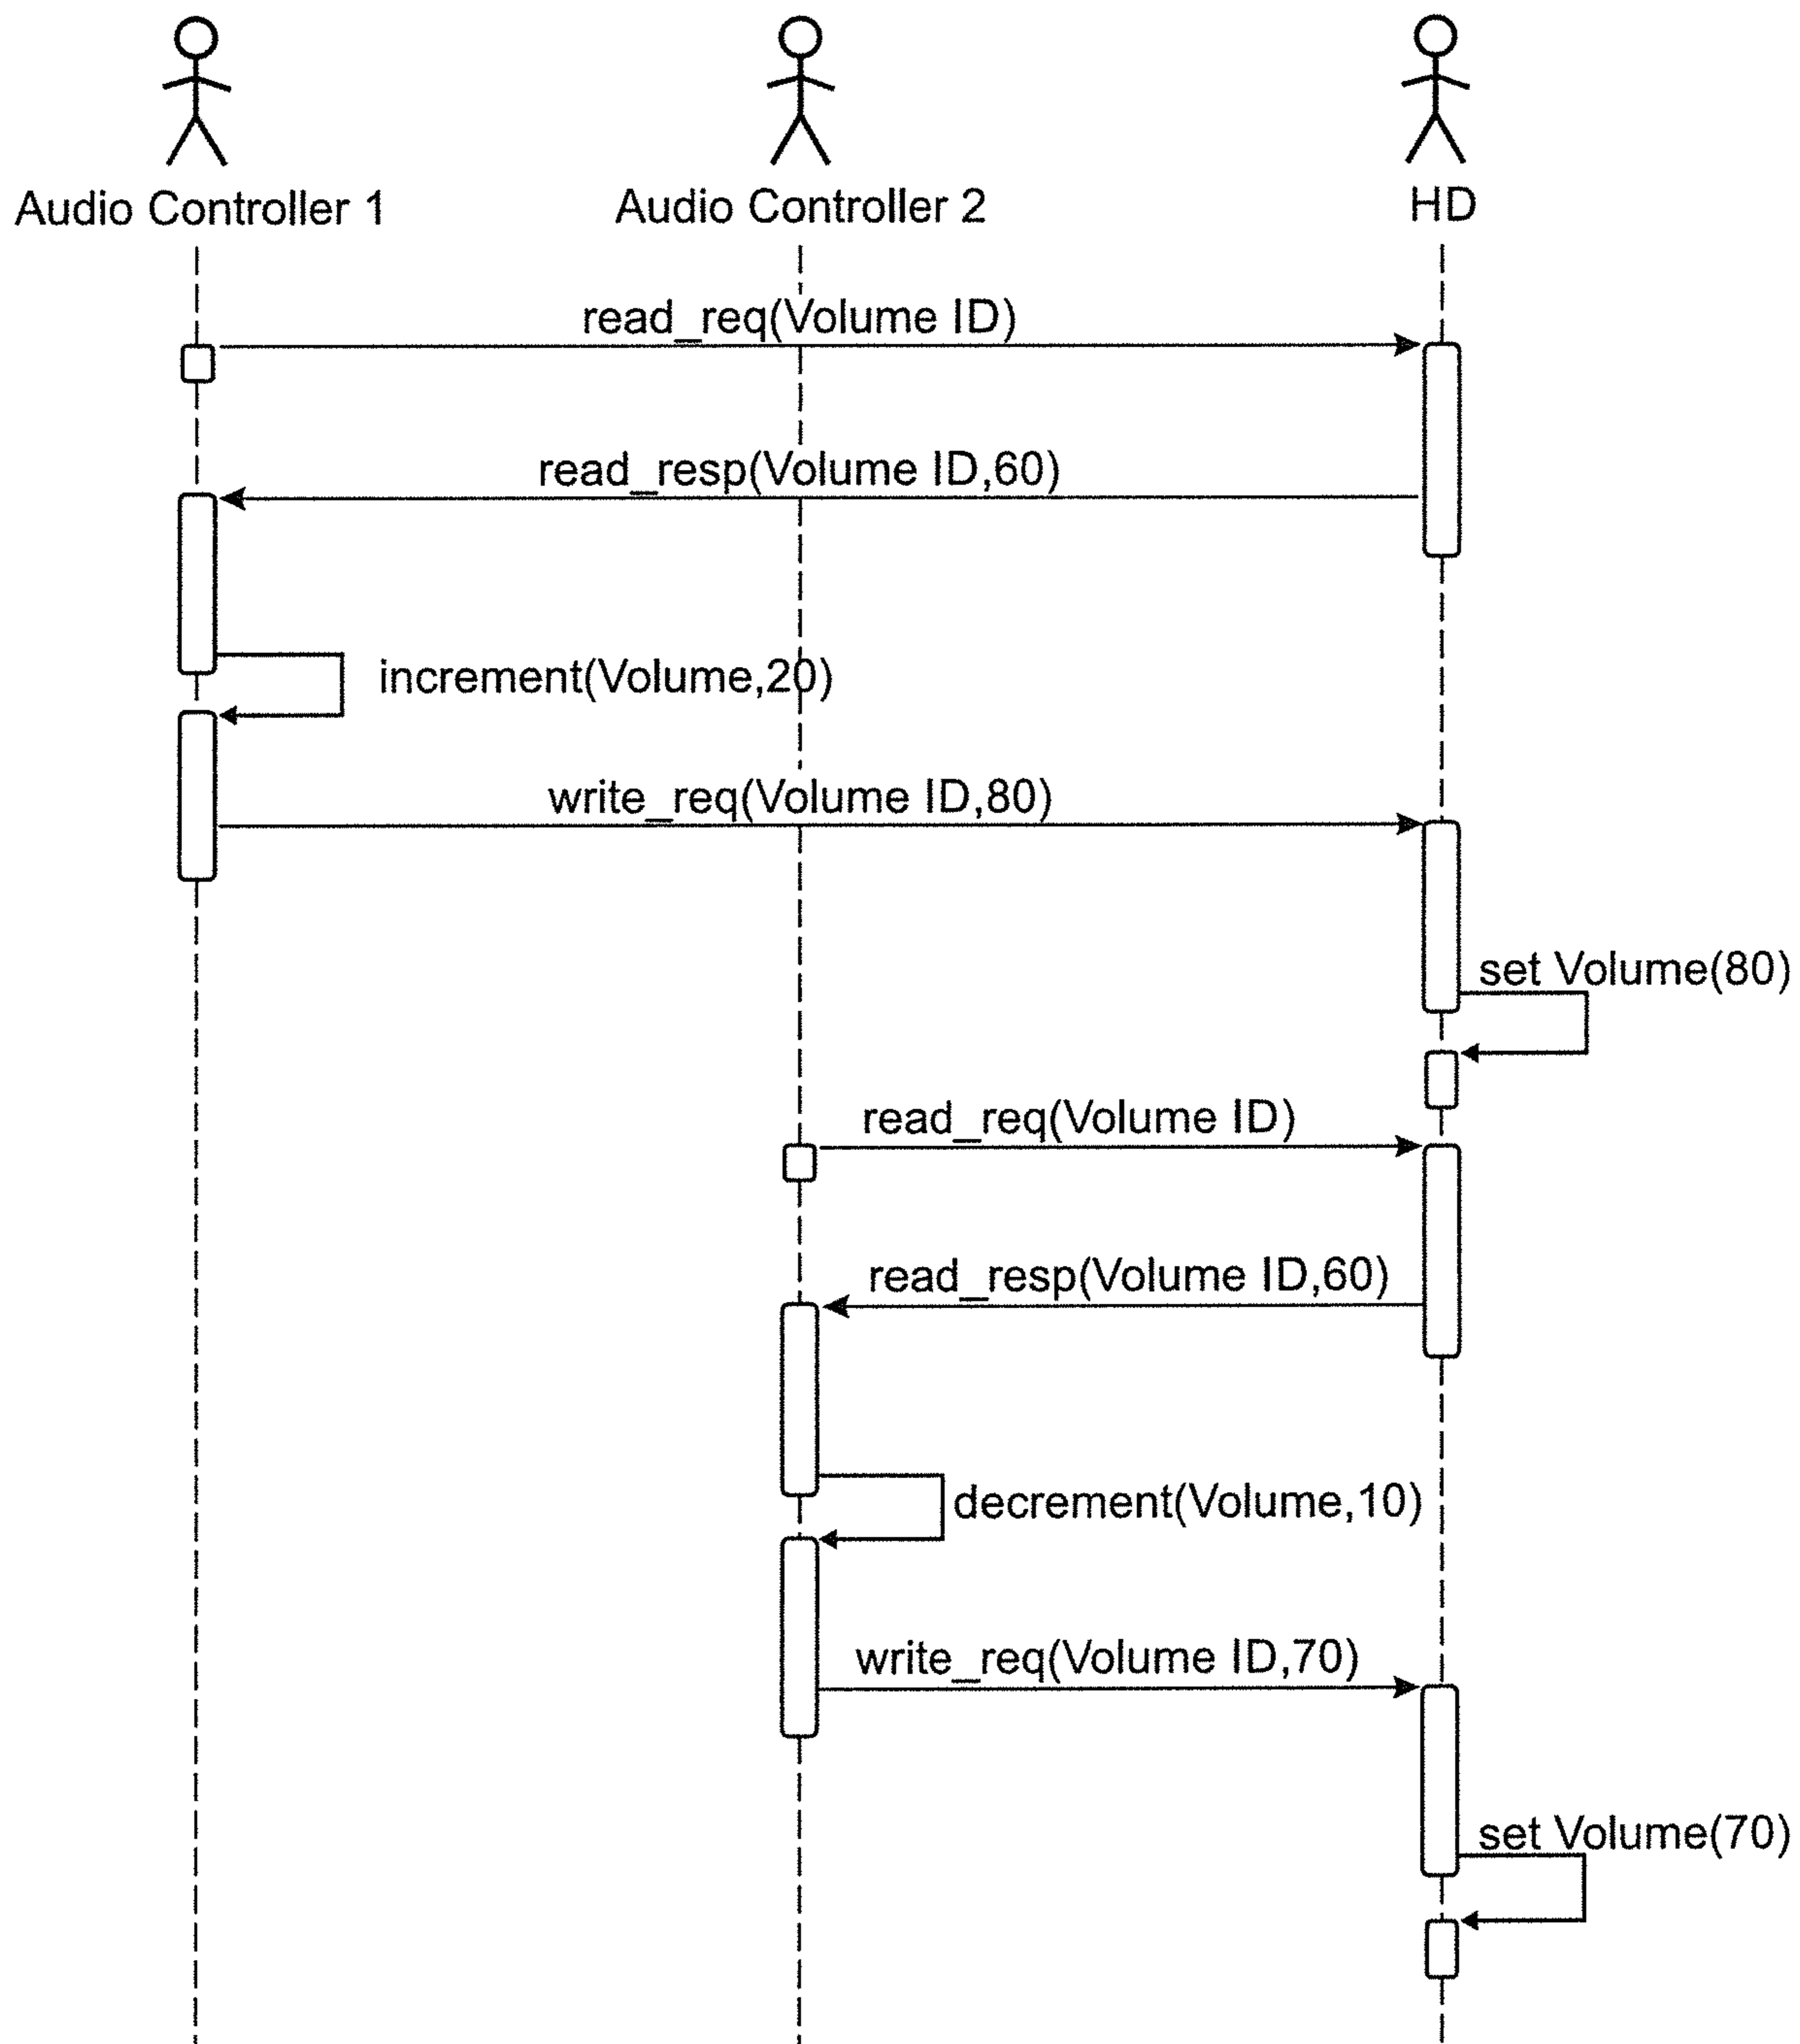 Audio Controller 1
Audio Controller 2
HD
read_req(Volume ID)
read_resp(Volume ID,60)
increment(Volume,20)
write_req(Volume ID,80)
set Volume(80)
read_req(Volume ID)
read_resp(Volume ID,60)
decrement(Volume,10)
write_req(Volume ID,70)
set Volume(70)